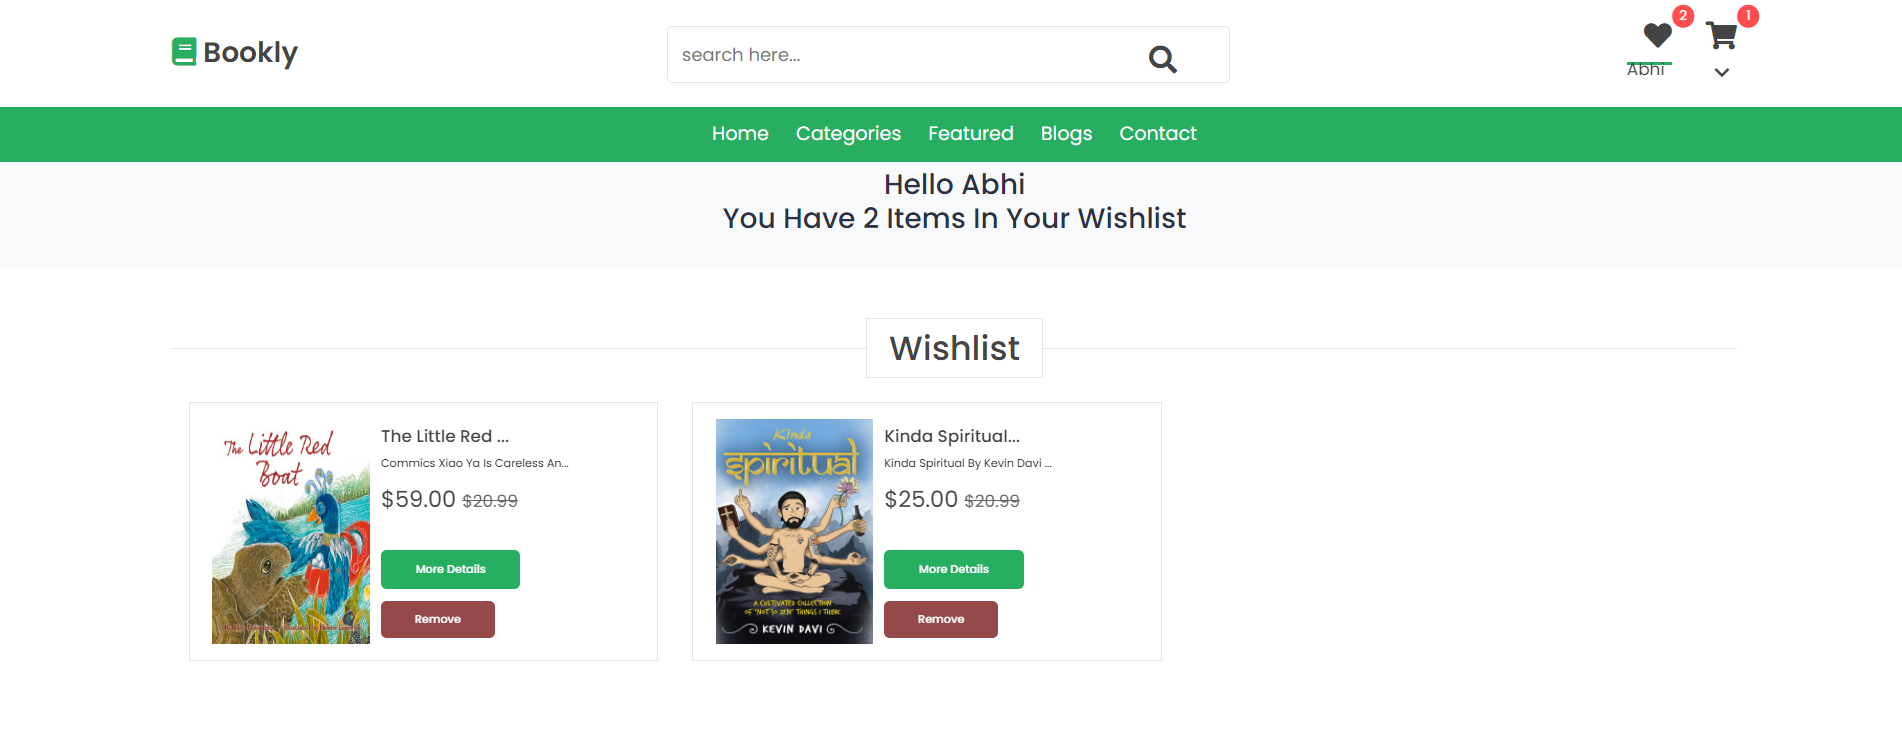 Bookly
search here...
2
1
Abhi
Home Categories Featured Blogs Contact
Hello Abhi
You Have 2 Items In Your Wishlist
Wishlist
The Little Red
Boat
The Little Red ...
Commics Xiao Ya Is Careless An...
$59.00 $20.99
More Details
Remove
Kinda
spiritual
A CULTIVATED COLLECTION
OF "NOT SO ZEN" THINGS I THINK
KEVIN DAVI
Kinda Spiritual...
Kinda Spiritual By Kevin Davi ...
$25.00 $20.99
More Details
Remove